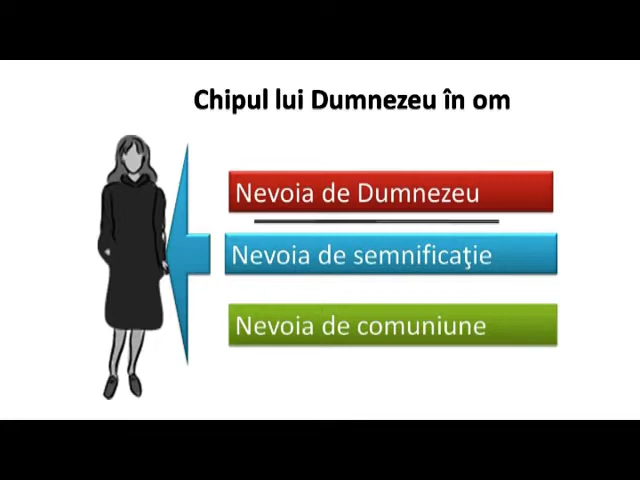 Chipul lui Dumnezeu în om
Nevoia de Dumnezeu
Nevoia de semnificaţie
Nevoia de comuniune